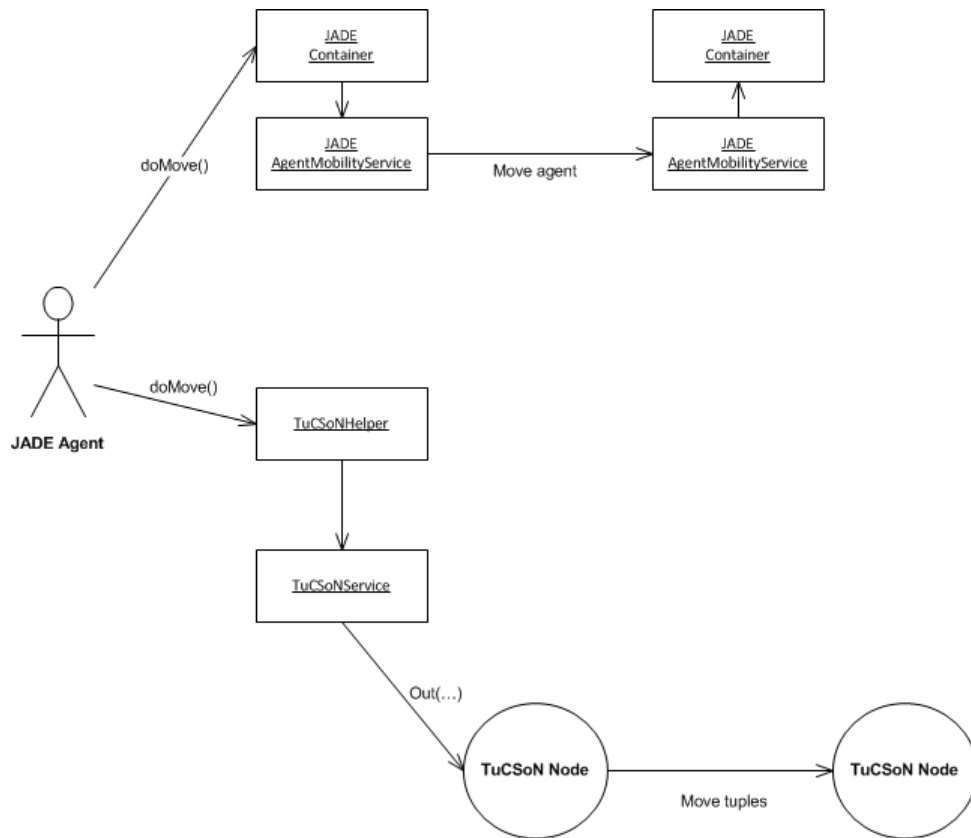 JADE
Container
JADE
Container
JADE
AgentMobilityService
JADE
AgentMobilityService
Move agent
doMove()
doMove()
JADE Agent
TuCSoNHelper
TuCSoNService
Out(…)
TuCSoN Node
TuCSoN Node
Move tuples